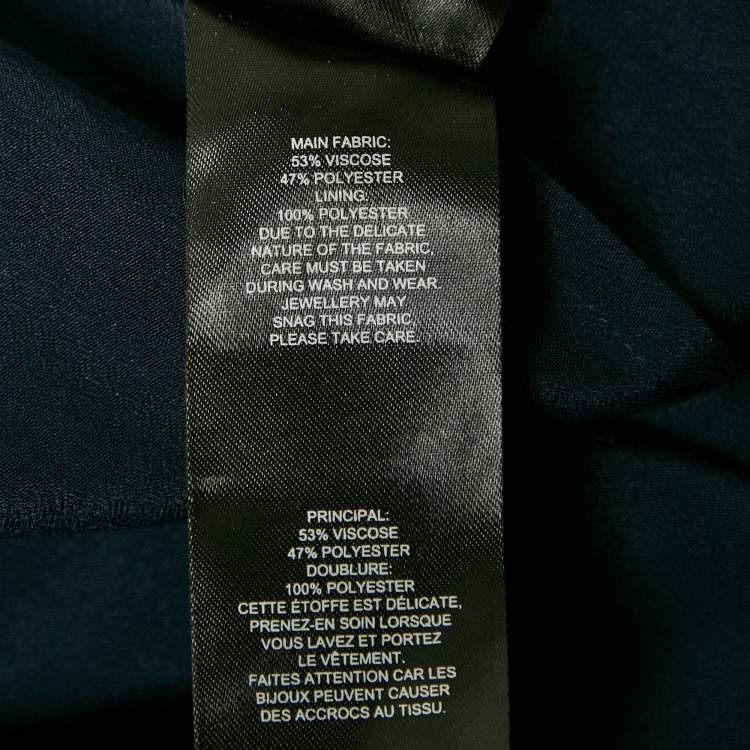 MAIN FABRIC:
53% VISCOSE
47% POLYESTER
LINING:
100% POLYESTER
DUE TO THE DELICATE
NATURE OF THE FABRIC,
CARE MUST BE TAKEN
DURING WASH AND WEAR.
JEWELLERY MAY
SNAG THIS FABRIC,
PLEASE TAKE CARE.
PRINCIPAL:
53% VISCOSE
47% POLYESTER
DOUBLURE:
100% POLYESTER
CETTE ÉTOFFE EST DÉLICATE,
PRENEZ-EN SOIN LORSQUE
VOUS LAVEZ ET PORTEZ
LE VÊTEMENT.
FAITES ATTENTION CAR LES
BIJOUX PEUVENT CAUSER
DES ACCROCS AU TISSU.